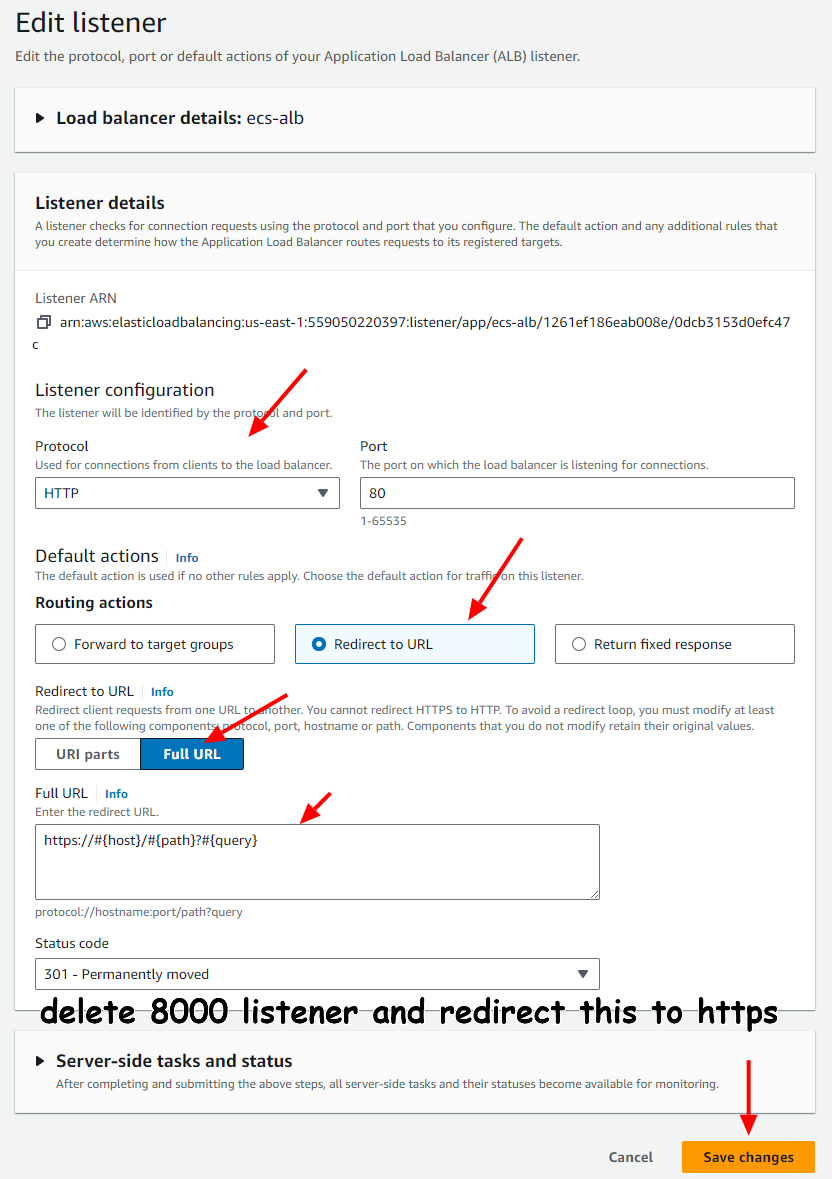 Edit listener
Edit the protocol, port or default actions of your Application Load Balancer (ALB) listener.
Load balancer details: ecs-alb
Listener details
A listener checks for connection requests using the protocol and port that you configure. The default action and any additional rules that
you create determine how the Application Load Balancer routes requests to its registered targets.
Listener ARN
arn:aws:elasticloadbalancing:us-east-1:559050220397:listener/app/ecs-alb/1261ef186eab008e/0dcb3153d0efc47
c
Listener configuration
The listener will be identified by the protocol and port.
Protocol
Used for connections from clients to the load balancer.
HTTP
Port
The port on which the load balancer is listening for connections.
80
1-65535
Default actions Info
The default action is used if no other rules apply. Choose the default action for traffic on this listener.
Routing actions
Forward to target groups
Redirect to URL
Return fixed response
Redirect to URL Info
Redirect client requests from one URL to another. You cannot redirect HTTPS to HTTP. To avoid a redirect loop, you must modify at least
one of the following components: protocol, port, hostname or path. Components that you do not modify retain their original values.
URI parts
Full URL
Full URL Info
Enter the redirect URL.
https://#{host}/#{path}?#{query}
protocol://hostname:port/path?query
Status code
301 - Permanently moved
delete 8000 listener and redirect this to https
Server-side tasks and status
After completing and submitting the above steps, all server-side tasks and their statuses become available for monitoring.
Cancel
Save changes